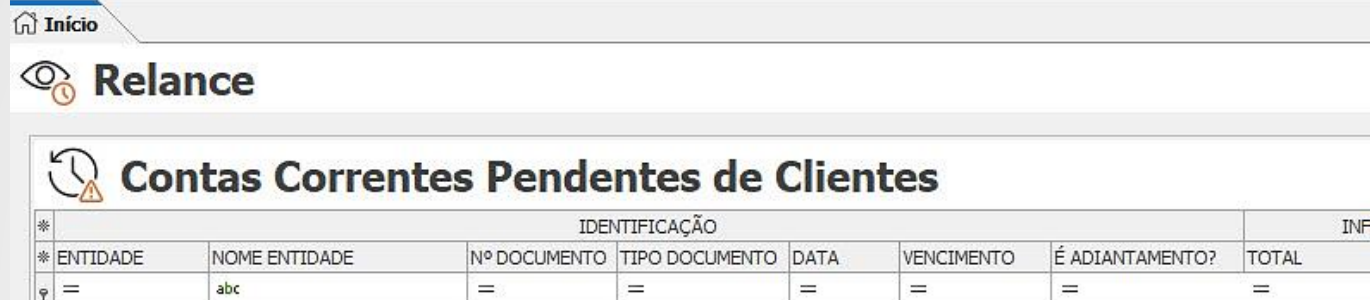 Início
Relance
Contas Correntes Pendentes de Clientes
* IDENTIFICAÇÃO INF
* ENTIDADE NOME ENTIDADE Nº DOCUMENTO TIPO DOCUMENTO DATA VENCIMENTO É ADIANTAMENTO? TOTAL
= abc = = = = = =